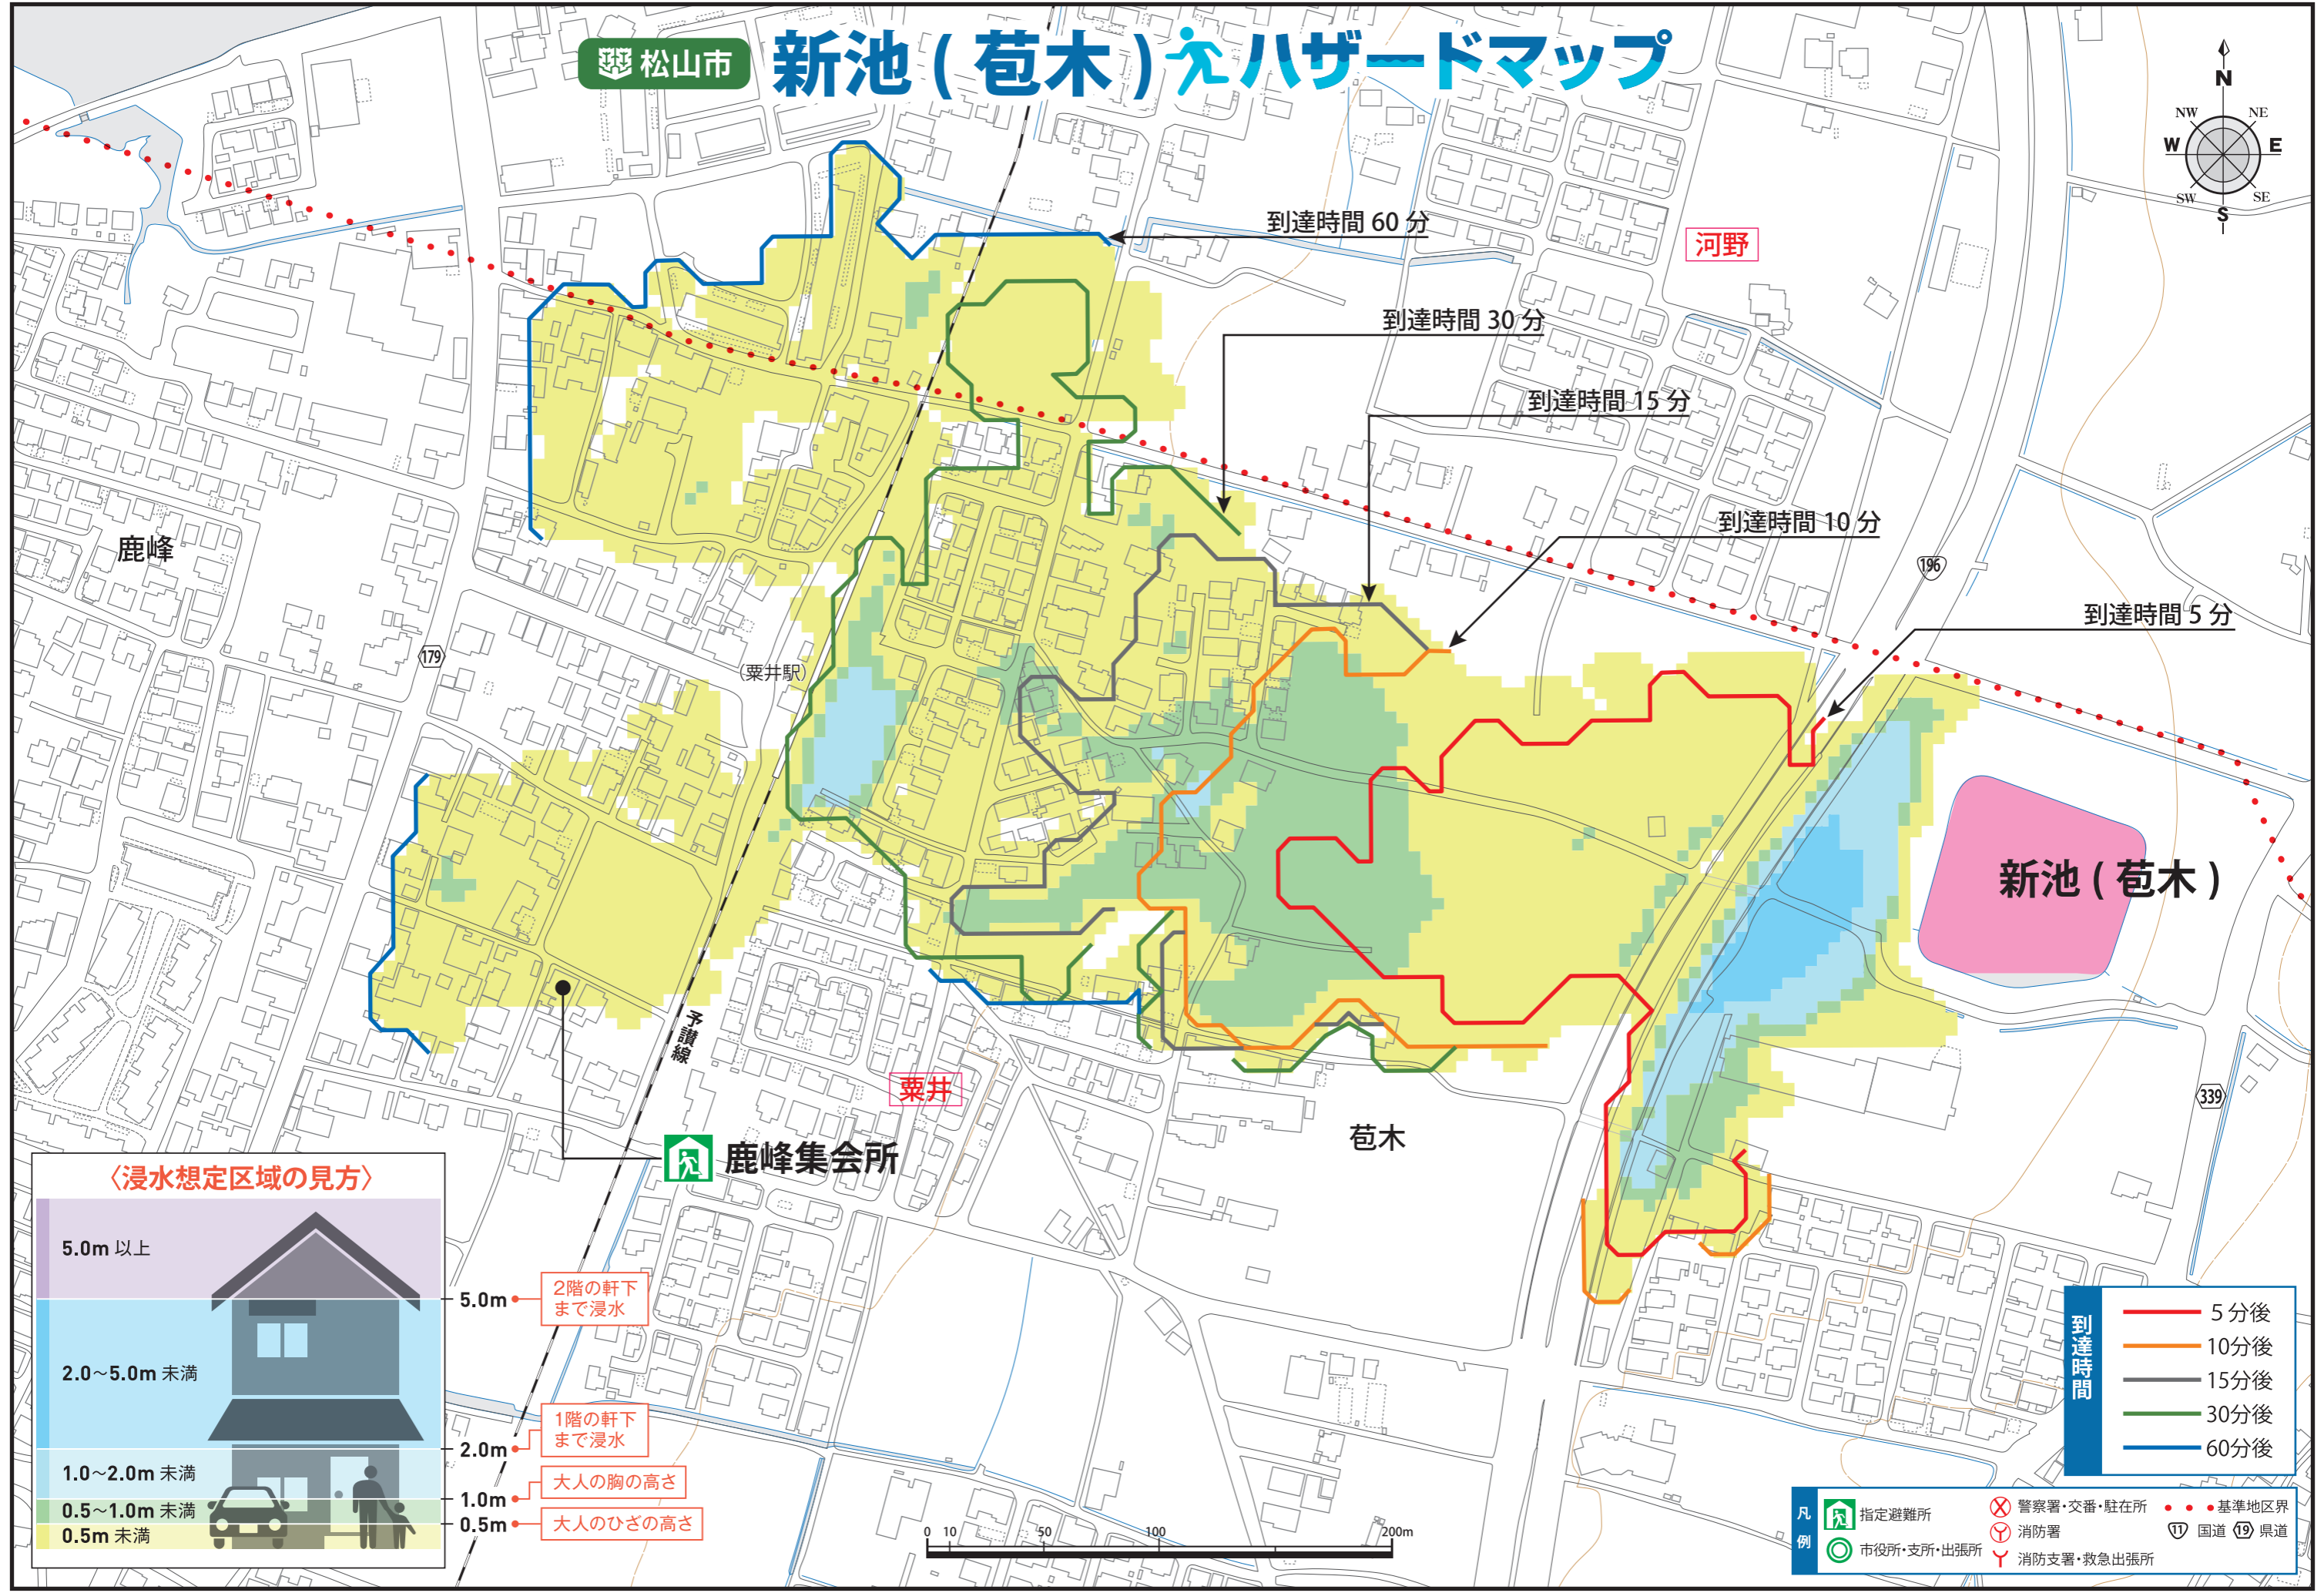 松山市
新池(苞木)ハザードマップ
N
NW
NE
W
E
SW
SE
S
到達時間 60 分
河野
到達時間 30 分
到達時間 15 分
到達時間 10 分
鹿峰
196
到達時間 5 分
179
(粟井駅)
新池(苞木)
予讃線
粟井
339
苞木
鹿峰集会所
〈浸水想定区域の見方〉
5.0m 以上
5.0m
2階の軒下
まで浸水
2.0~5.0m 未満
1階の軒下
まで浸水
2.0m
1.0~2.0m 未満
大人の胸の高さ
1.0m
0.5~1.0m 未満
0.5m
大人のひざの高さ
0.5m 未満
0 10 50 100 200m
到達時間
5分後
10分後
15分後
30分後
60分後
凡例
指定避難所
市役所・支所・出張所
警察署・交番・駐在所
消防署
消防支署・救急出張所
基準地区界
11 国道 19 県道